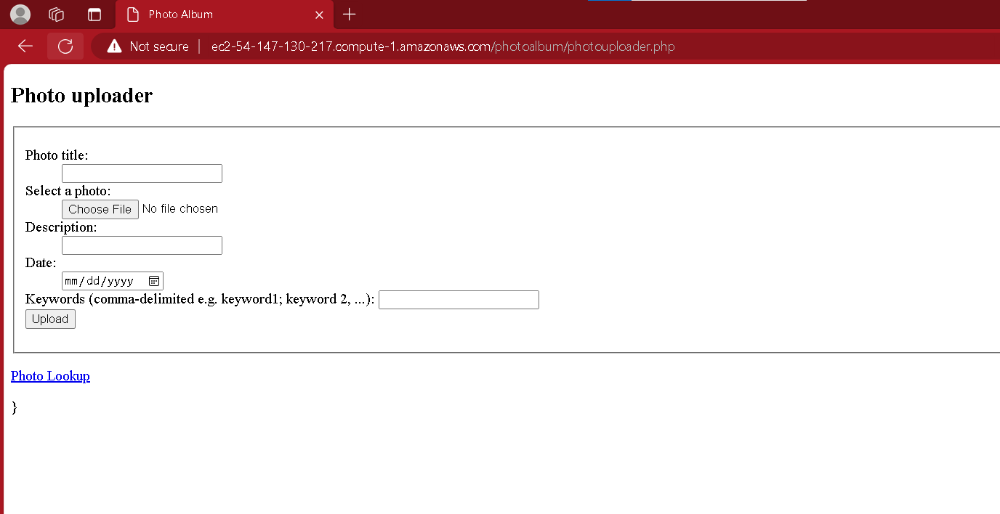 Photo Album
Not secure | ec2-54-147-130-217.compute-1.amazonaws.com/photoalbum/photouploader.php
Photo uploader
Photo title:
Select a photo:
Choose File No file chosen
Description:
Date:
mm/dd/yyyy
Keywords (comma-delimited e.g. keyword1; keyword 2, ...):
Upload
Photo Lookup
}